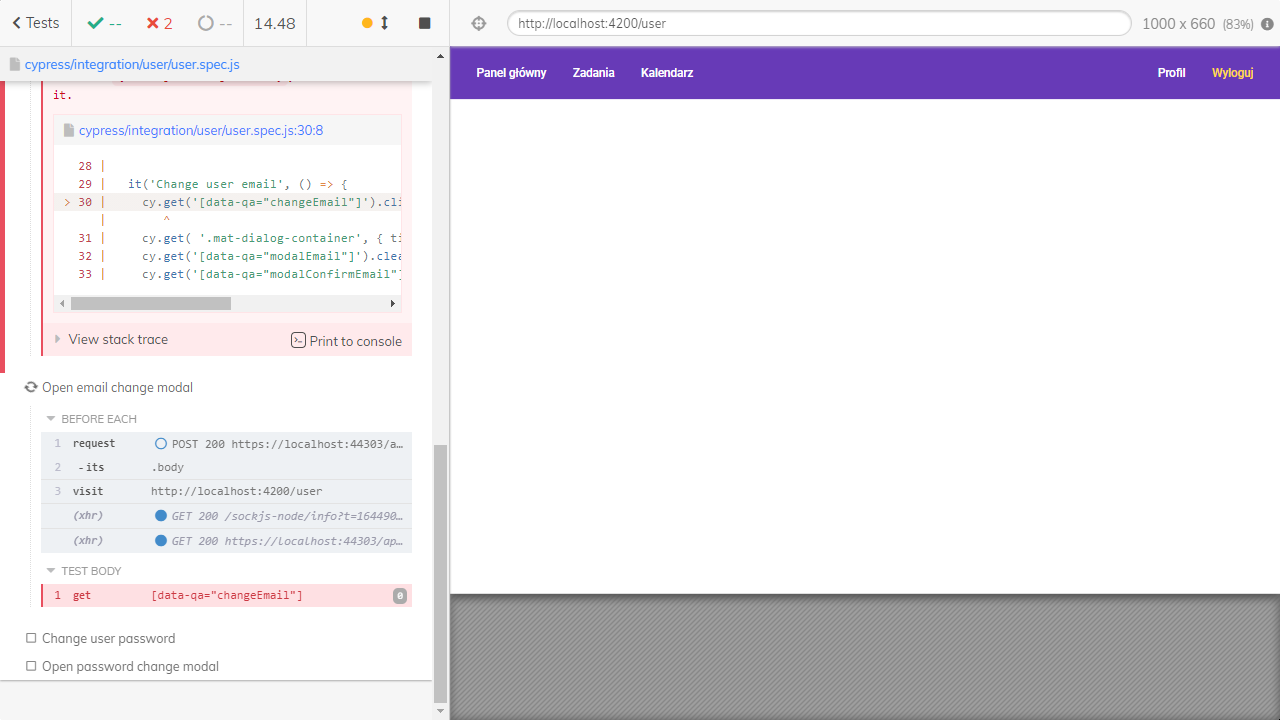 Tests
--
2
--
14.48
http://localhost:4200/user
1000 x 660 (83%)
cypress/integration/user/user.spec.js
it.
cypress/integration/user/user.spec.js:30:8
28 |
29 | it('Change user email', () => {
> 30 | cy.get('[data-qa="changeEmail"]').cli
| ^
31 | cy.get( '.mat-dialog-container', { ti
32 | cy.get('[data-qa="modalEmail"]').clea
33 | cy.get('[data-qa="modalConfirmEmail"]
View stack trace
Print to console
Open email change modal
BEFORE EACH
1 request POST 200 https://localhost:44303/a…
2 -its .body
3 visit http://localhost:4200/user
(xhr) GET 200 /sockjs-node/info?t=164490…
(xhr) GET 200 https://localhost:44303/ap…
TEST BODY
1 get [data-qa="changeEmail"] 0
Change user password
Open password change modal
Panel główny
Zadania
Kalendarz
Profil
Wyloguj